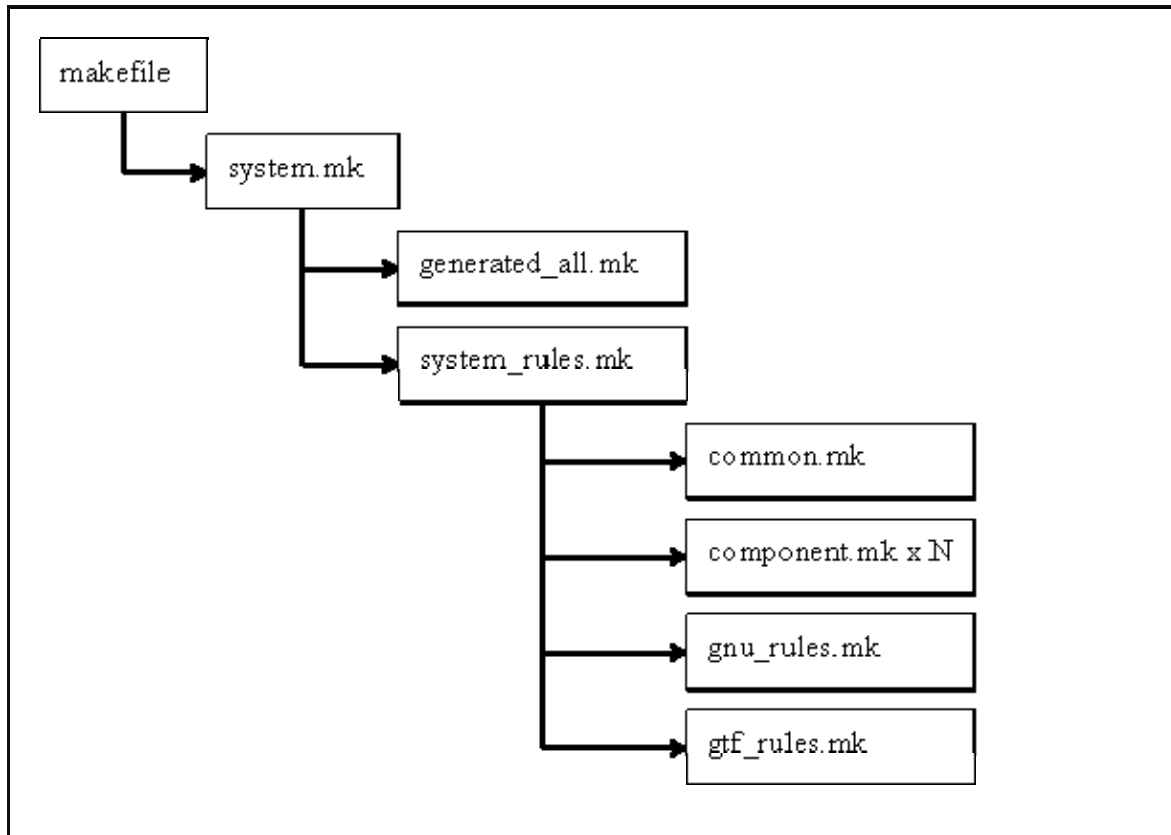 makefile
system.mk
generated_all.mk
system_rules.mk
common.mk
component.mk x N
gnu_rules.mk
gtf_rules.mk